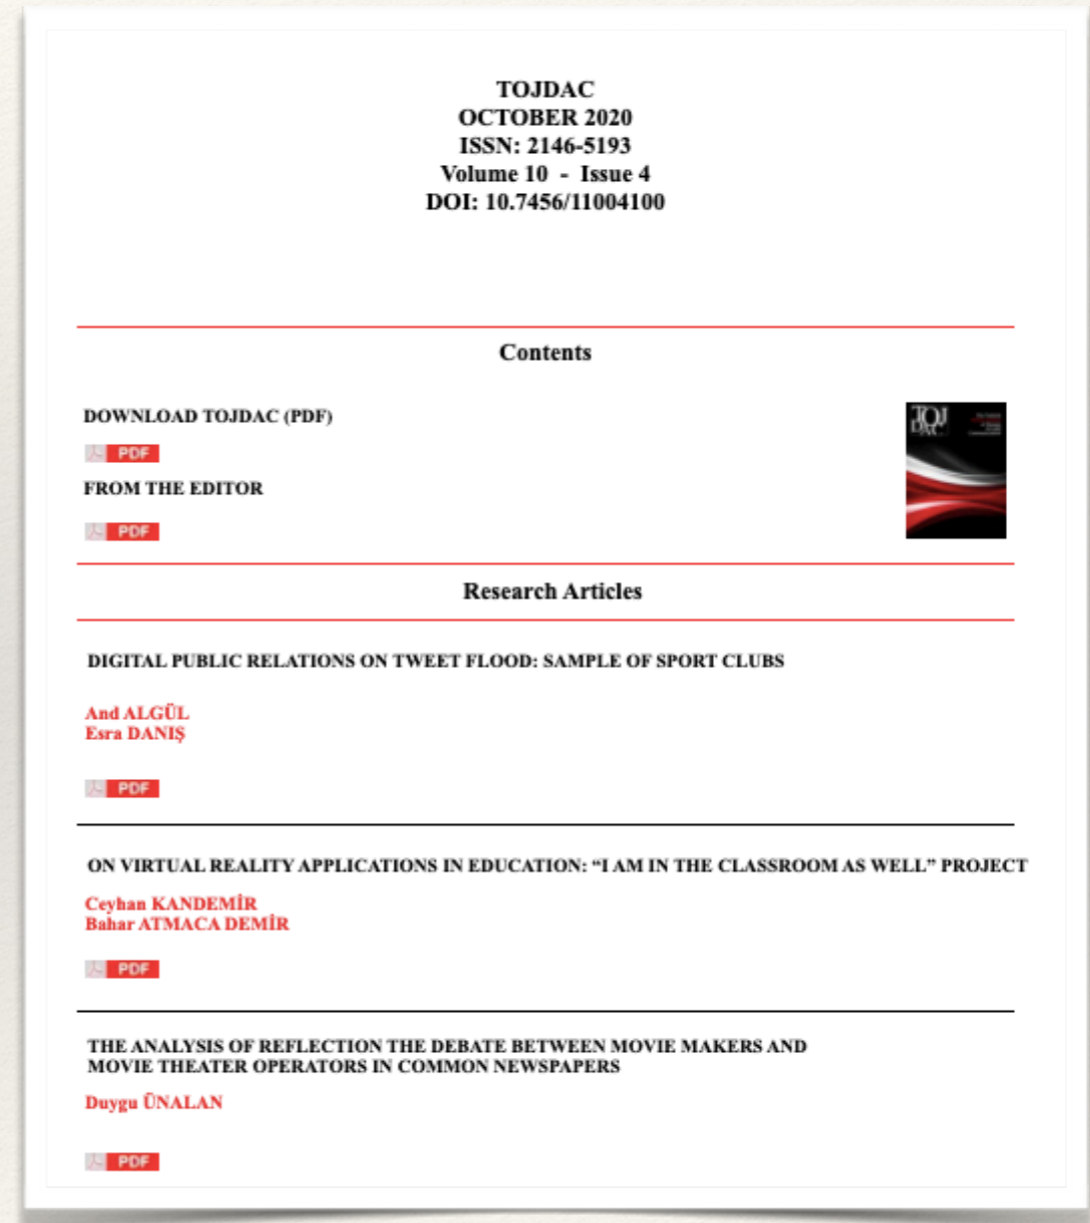 TOJDAC
OCTOBER 2020
ISSN: 2146-5193
Volume 10 - Issue 4
DOI: 10.7456/11004100
Contents
DOWNLOAD TOJDAC (PDF)
PDF
FROM THE EDITOR
PDF
TOJ
DAC
Research Articles
DIGITAL PUBLIC RELATIONS ON TWEET FLOOD: SAMPLE OF SPORT CLUBS
And ALGÜL
Esra DANIŞ
PDF
ON VIRTUAL REALITY APPLICATIONS IN EDUCATION: “I AM IN THE CLASSROOM AS WELL” PROJECT
Ceyhan KANDEMİR
Bahar ATMACA DEMİR
PDF
THE ANALYSIS OF REFLECTION THE DEBATE BETWEEN MOVIE MAKERS AND
MOVIE THEATER OPERATORS IN COMMON NEWSPAPERS
Duygu ÜNALAN
PDF